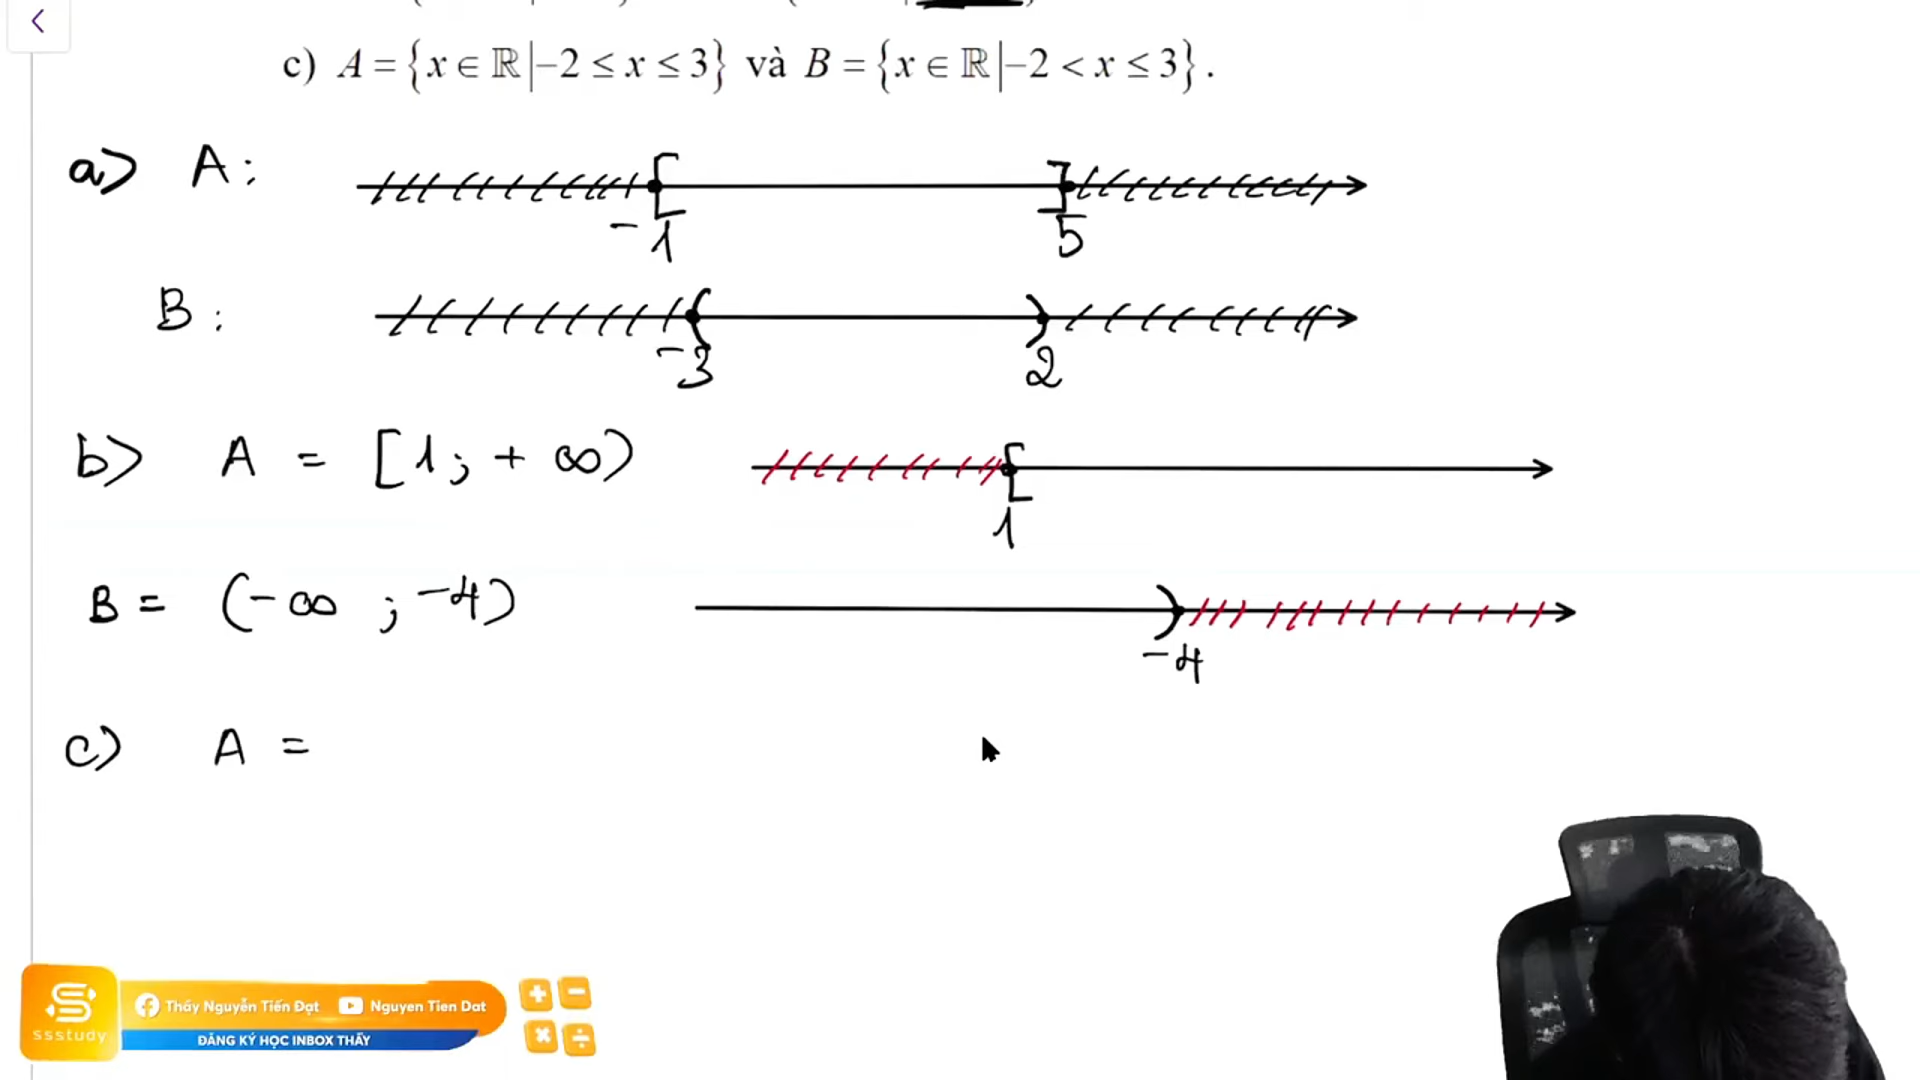 c) A = {x ∈ ℝ | −2 ≤ x ≤ 3} và B = {x ∈ ℝ | −2 < x ≤ 3}.
a) A: [ ]
-1 5
B: ( )
-3 2
b) A = [1; + ∞) [
1
B = (-∞ ; -4) )
-4
c) A =
ssstudy
Thầy Nguyễn Tiến Đạt Nguyen Tien Dat
ĐĂNG KÝ HỌC INBOX THẦY